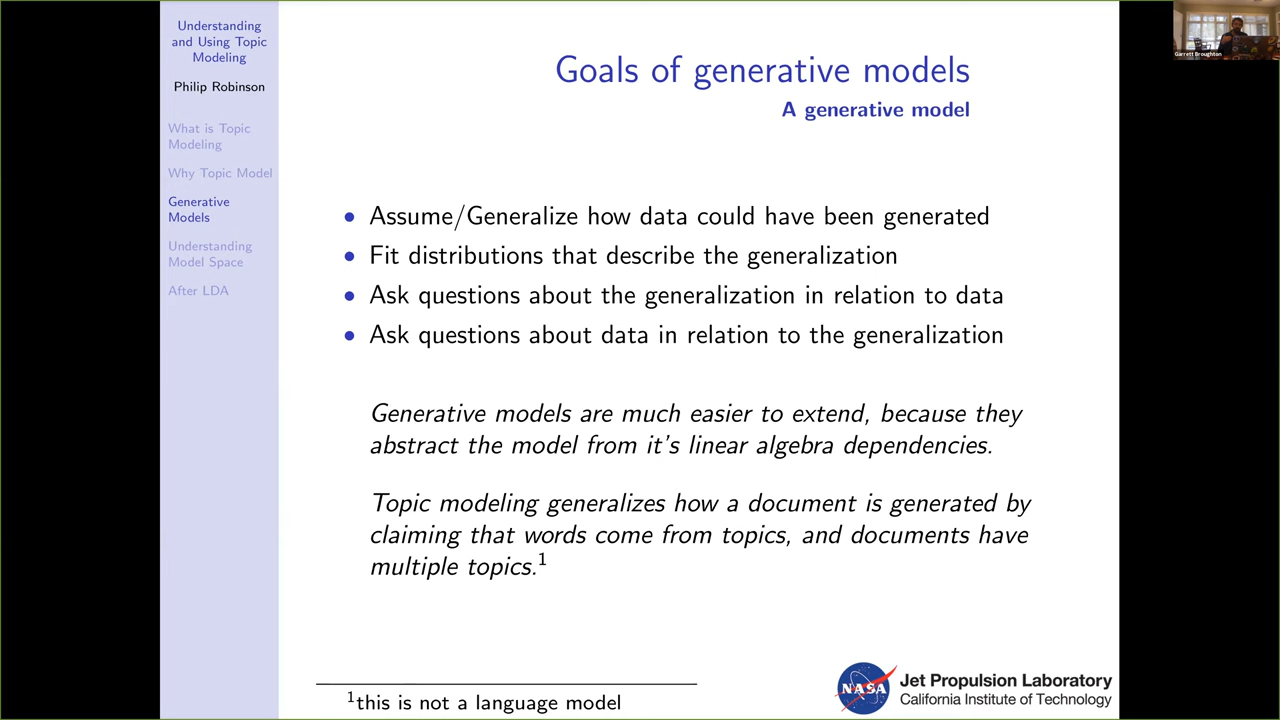 Understanding
and Using Topic
Modeling
Philip Robinson
What is Topic
Modeling
Why Topic Model
Generative
Models
Understanding
Model Space
After LDA
Goals of generative models
A generative model
• Assume/Generalize how data could have been generated
• Fit distributions that describe the generalization
• Ask questions about the generalization in relation to data
• Ask questions about data in relation to the generalization
Generative models are much easier to extend, because they
abstract the model from it's linear algebra dependencies.
Topic modeling generalizes how a document is generated by
claiming that words come from topics, and documents have
multiple topics.¹
¹this is not a language model
NASA
Jet Propulsion Laboratory
California Institute of Technology
Garrett Broughton